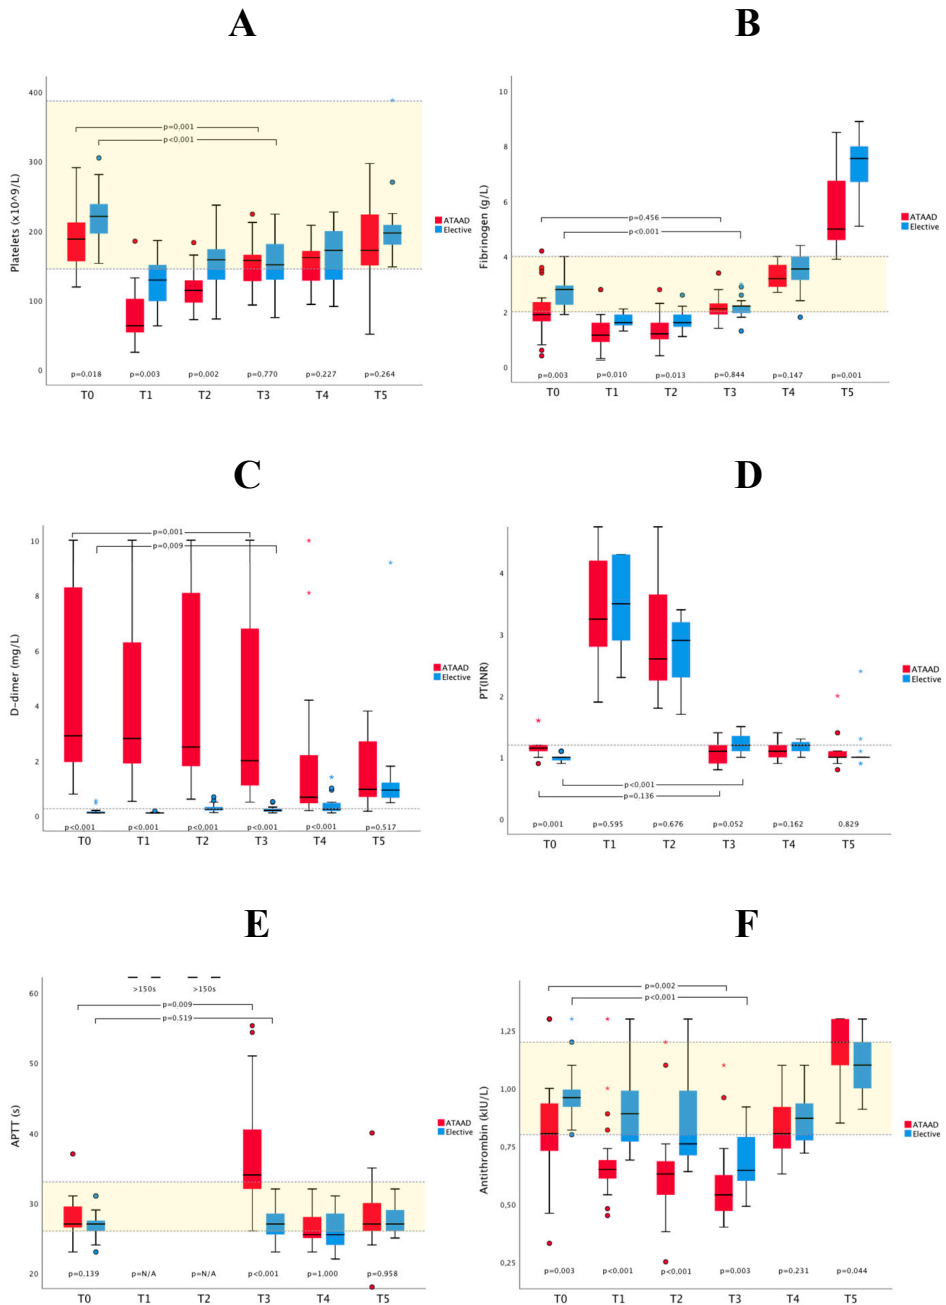 A
B
Platelets (x10^9/L)
400
300
200
100
0
p=0,001
p<0,001
ATAAD
Elective
p=0,018 p=0,003 p=0,002 p=0,770 p=0,227 p=0,264
T0 T1 T2 T3 T4 T5
Fibrinogen (g/L)
8
6
4
2
0
p=0,456
p<0,001
ATAAD
Elective
p=0,003 p=0,010 p=0,013 p=0,844 p=0,147 p=0,001
T0 T1 T2 T3 T4 T5
C
D
D-dimer (mg/L)
10
8
6
4
2
0
p=0,001
p=0,009
ATAAD
Elective
p<0,001 p<0,001 p<0,001 p<0,001 p<0,001 p=0,517
T0 T1 T2 T3 T4 T5
PT(INR)
4
3
2
1
0
ATAAD
Elective
p<0,001
p=0,136
p=0,001 p=0,595 p=0,676 p=0,052 p=0,162 0,829
T0 T1 T2 T3 T4 T5
E
F
APTT (s)
60
50
40
30
20
>150s >150s
p=0,009
p=0,519
ATAAD
Elective
p=0,139 p=N/A p=N/A p<0,001 p=1,000 p=0,958
T0 T1 T2 T3 T4 T5
Antithrombin (kIU/L)
1,25
1,00
0,75
0,50
0,25
p=0,002
p<0,001
ATAAD
Elective
p=0,003 p<0,001 p<0,001 p=0,003 p=0,231 p=0,044
T0 T1 T2 T3 T4 T5